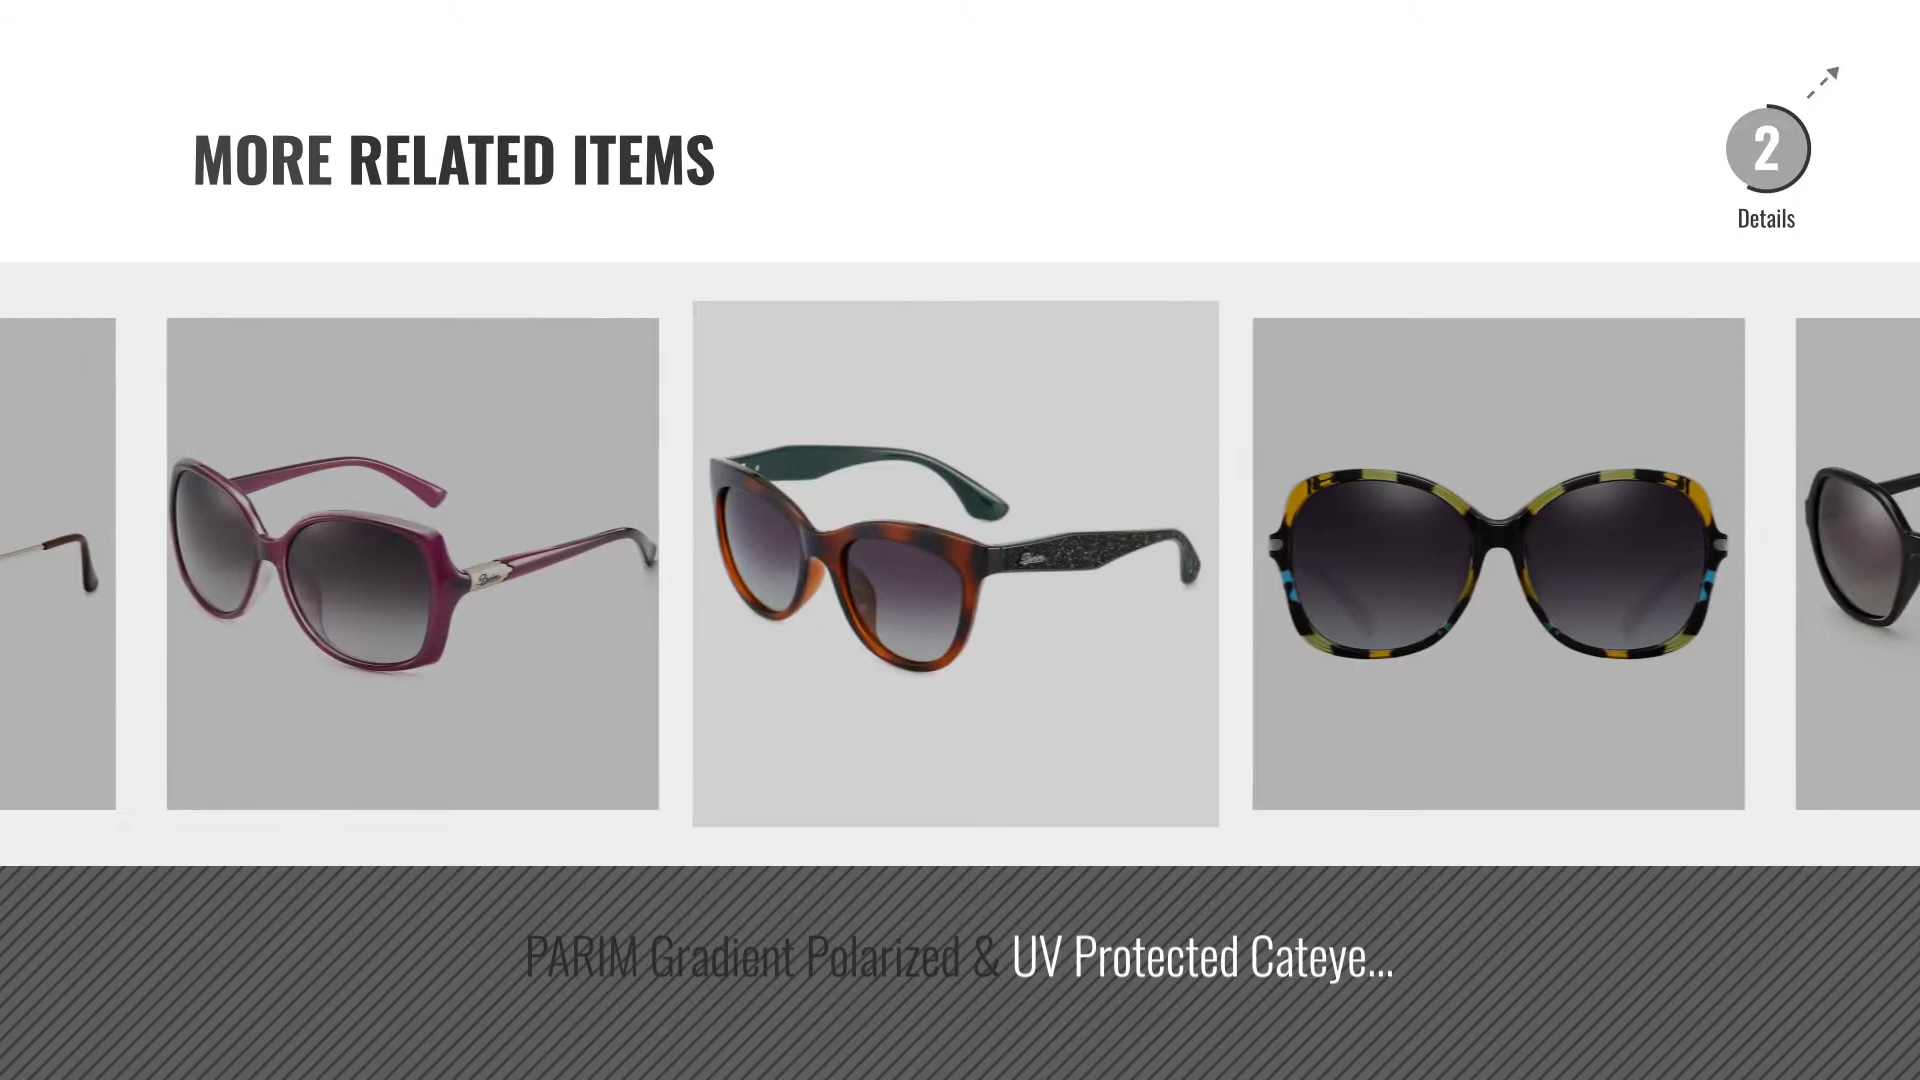 MORE RELATED ITEMS
2
Details
PARIM Gradient Polarized & UV Protected Cateye...